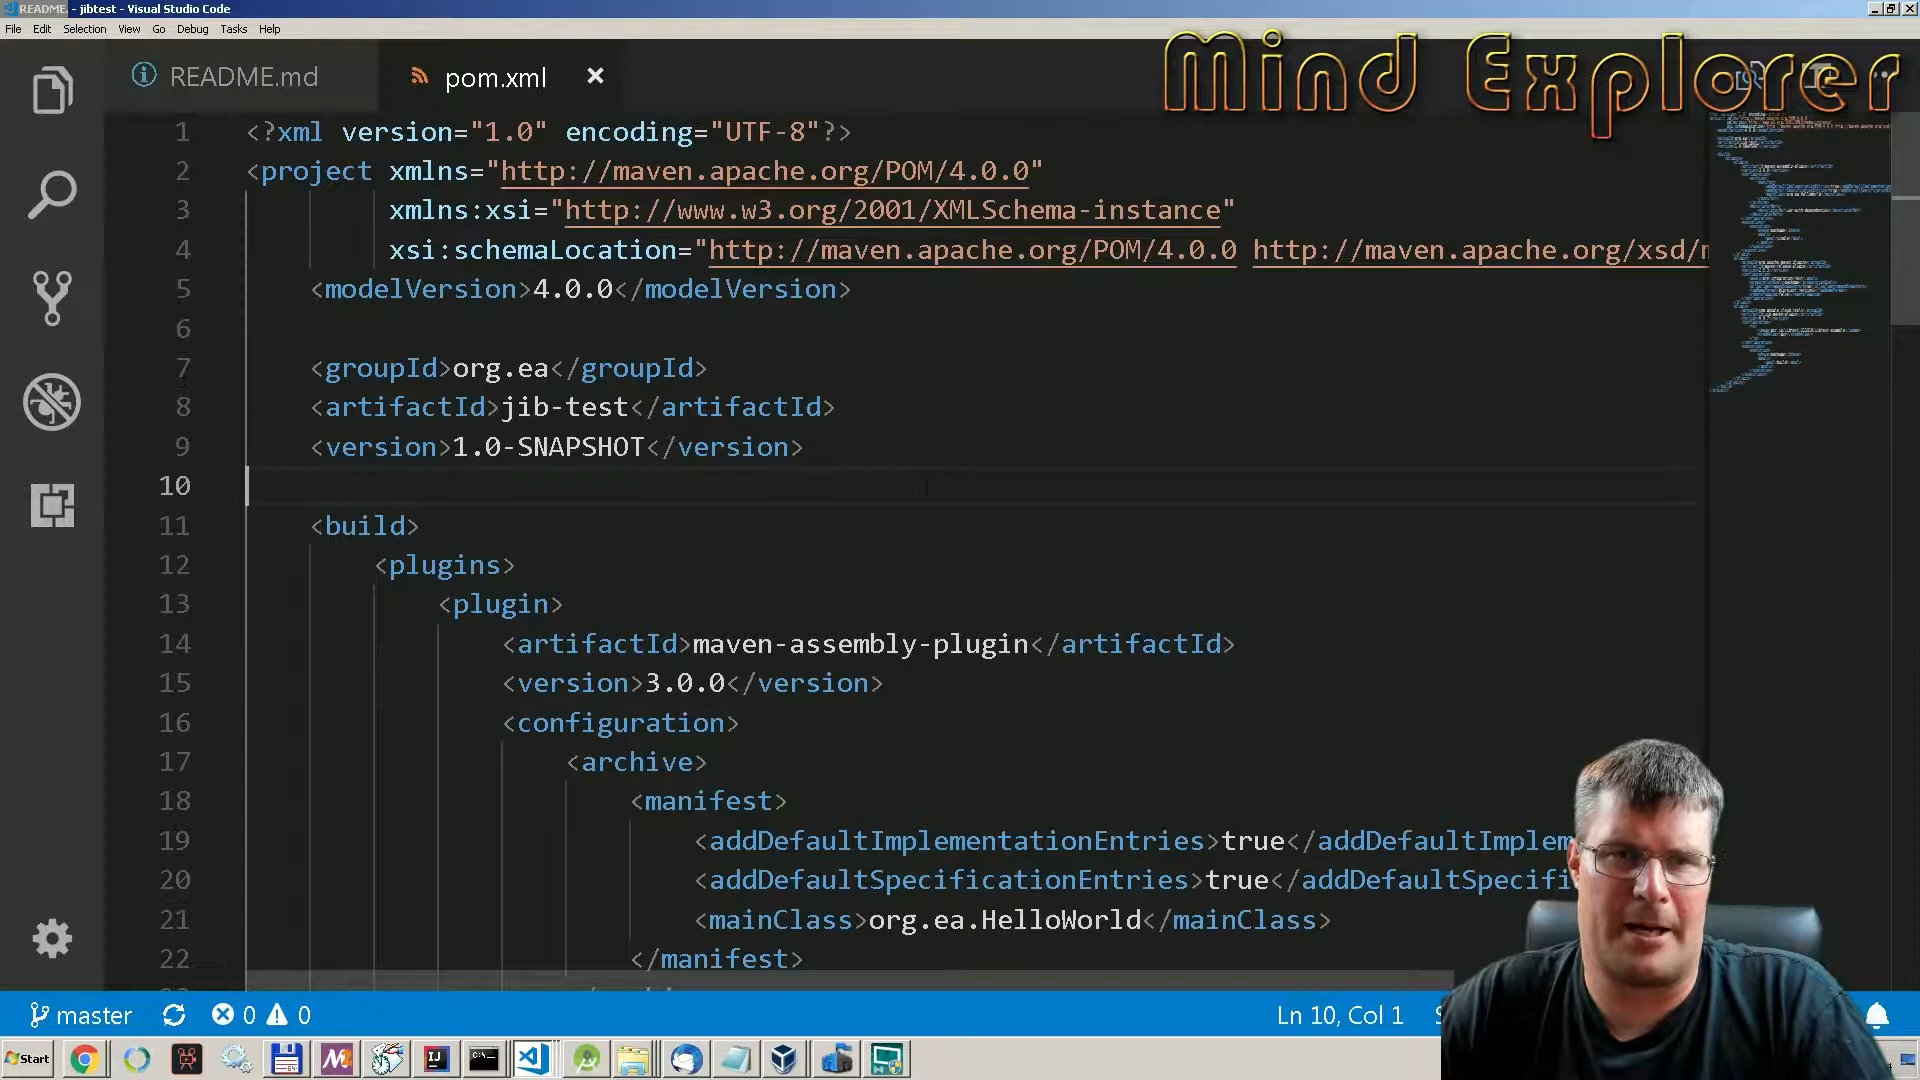 README. - jibtest - Visual Studio Code
File Edit Selection View Go Debug Tasks Help
Mind Explorer
README.md pom.xml
1 <?xml version="1.0" encoding="UTF-8"?>
2 <project xmlns="http://maven.apache.org/POM/4.0.0"
3 xmlns:xsi="http://www.w3.org/2001/XMLSchema-instance"
4 xsi:schemaLocation="http://maven.apache.org/POM/4.0.0 http://maven.apache.org/xsd/
5 <modelVersion>4.0.0</modelVersion>
6
7 <groupId>org.ea</groupId>
8 <artifactId>jib-test</artifactId>
9 <version>1.0-SNAPSHOT</version>
10
11 <build>
12 <plugins>
13 <plugin>
14 <artifactId>maven-assembly-plugin</artifactId>
15 <version>3.0.0</version>
16 <configuration>
17 <archive>
18 <manifest>
19 <addDefaultImplementationEntries>true</addDefaultImplem
20 <addDefaultSpecificationEntries>true</addDefaultSpecifi
21 <mainClass>org.ea.HelloWorld</mainClass>
22 </manifest>
master 0 0 Ln 10, Col 1
Start